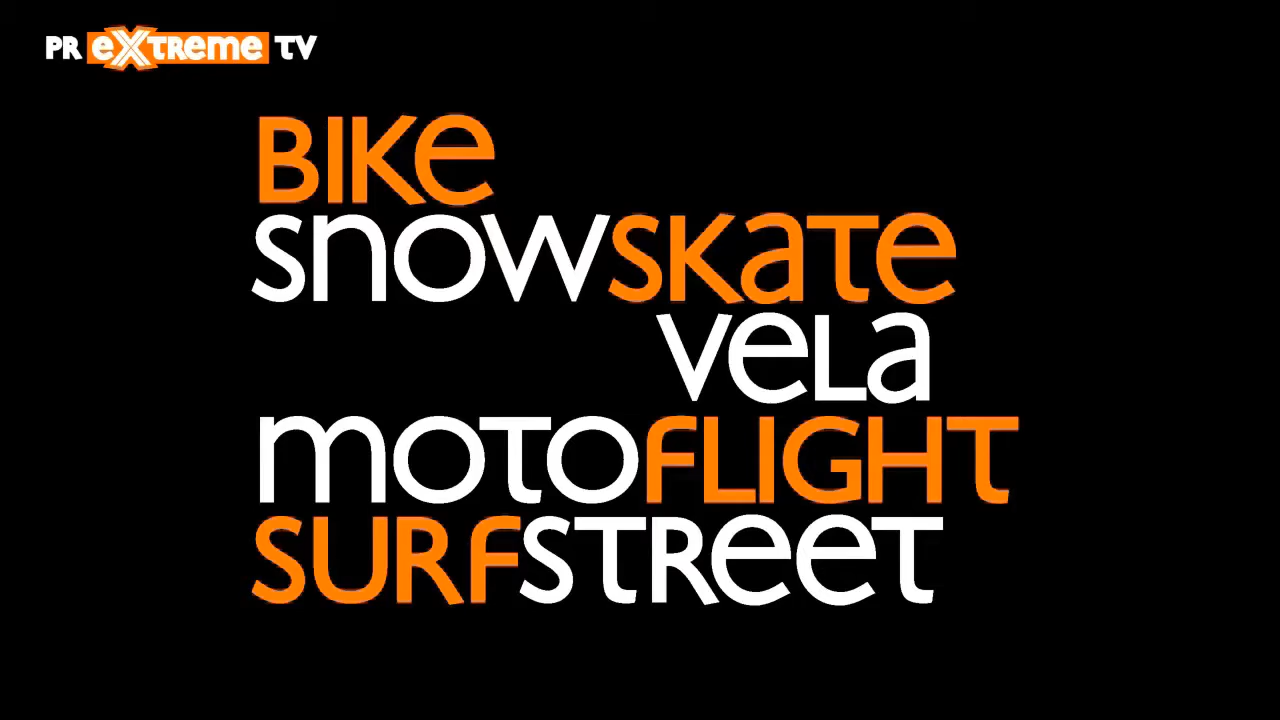 PR eXTReMe TV
BIKe
snowSKaTe
veLa
moToFLIGHT
SURFSTReeT